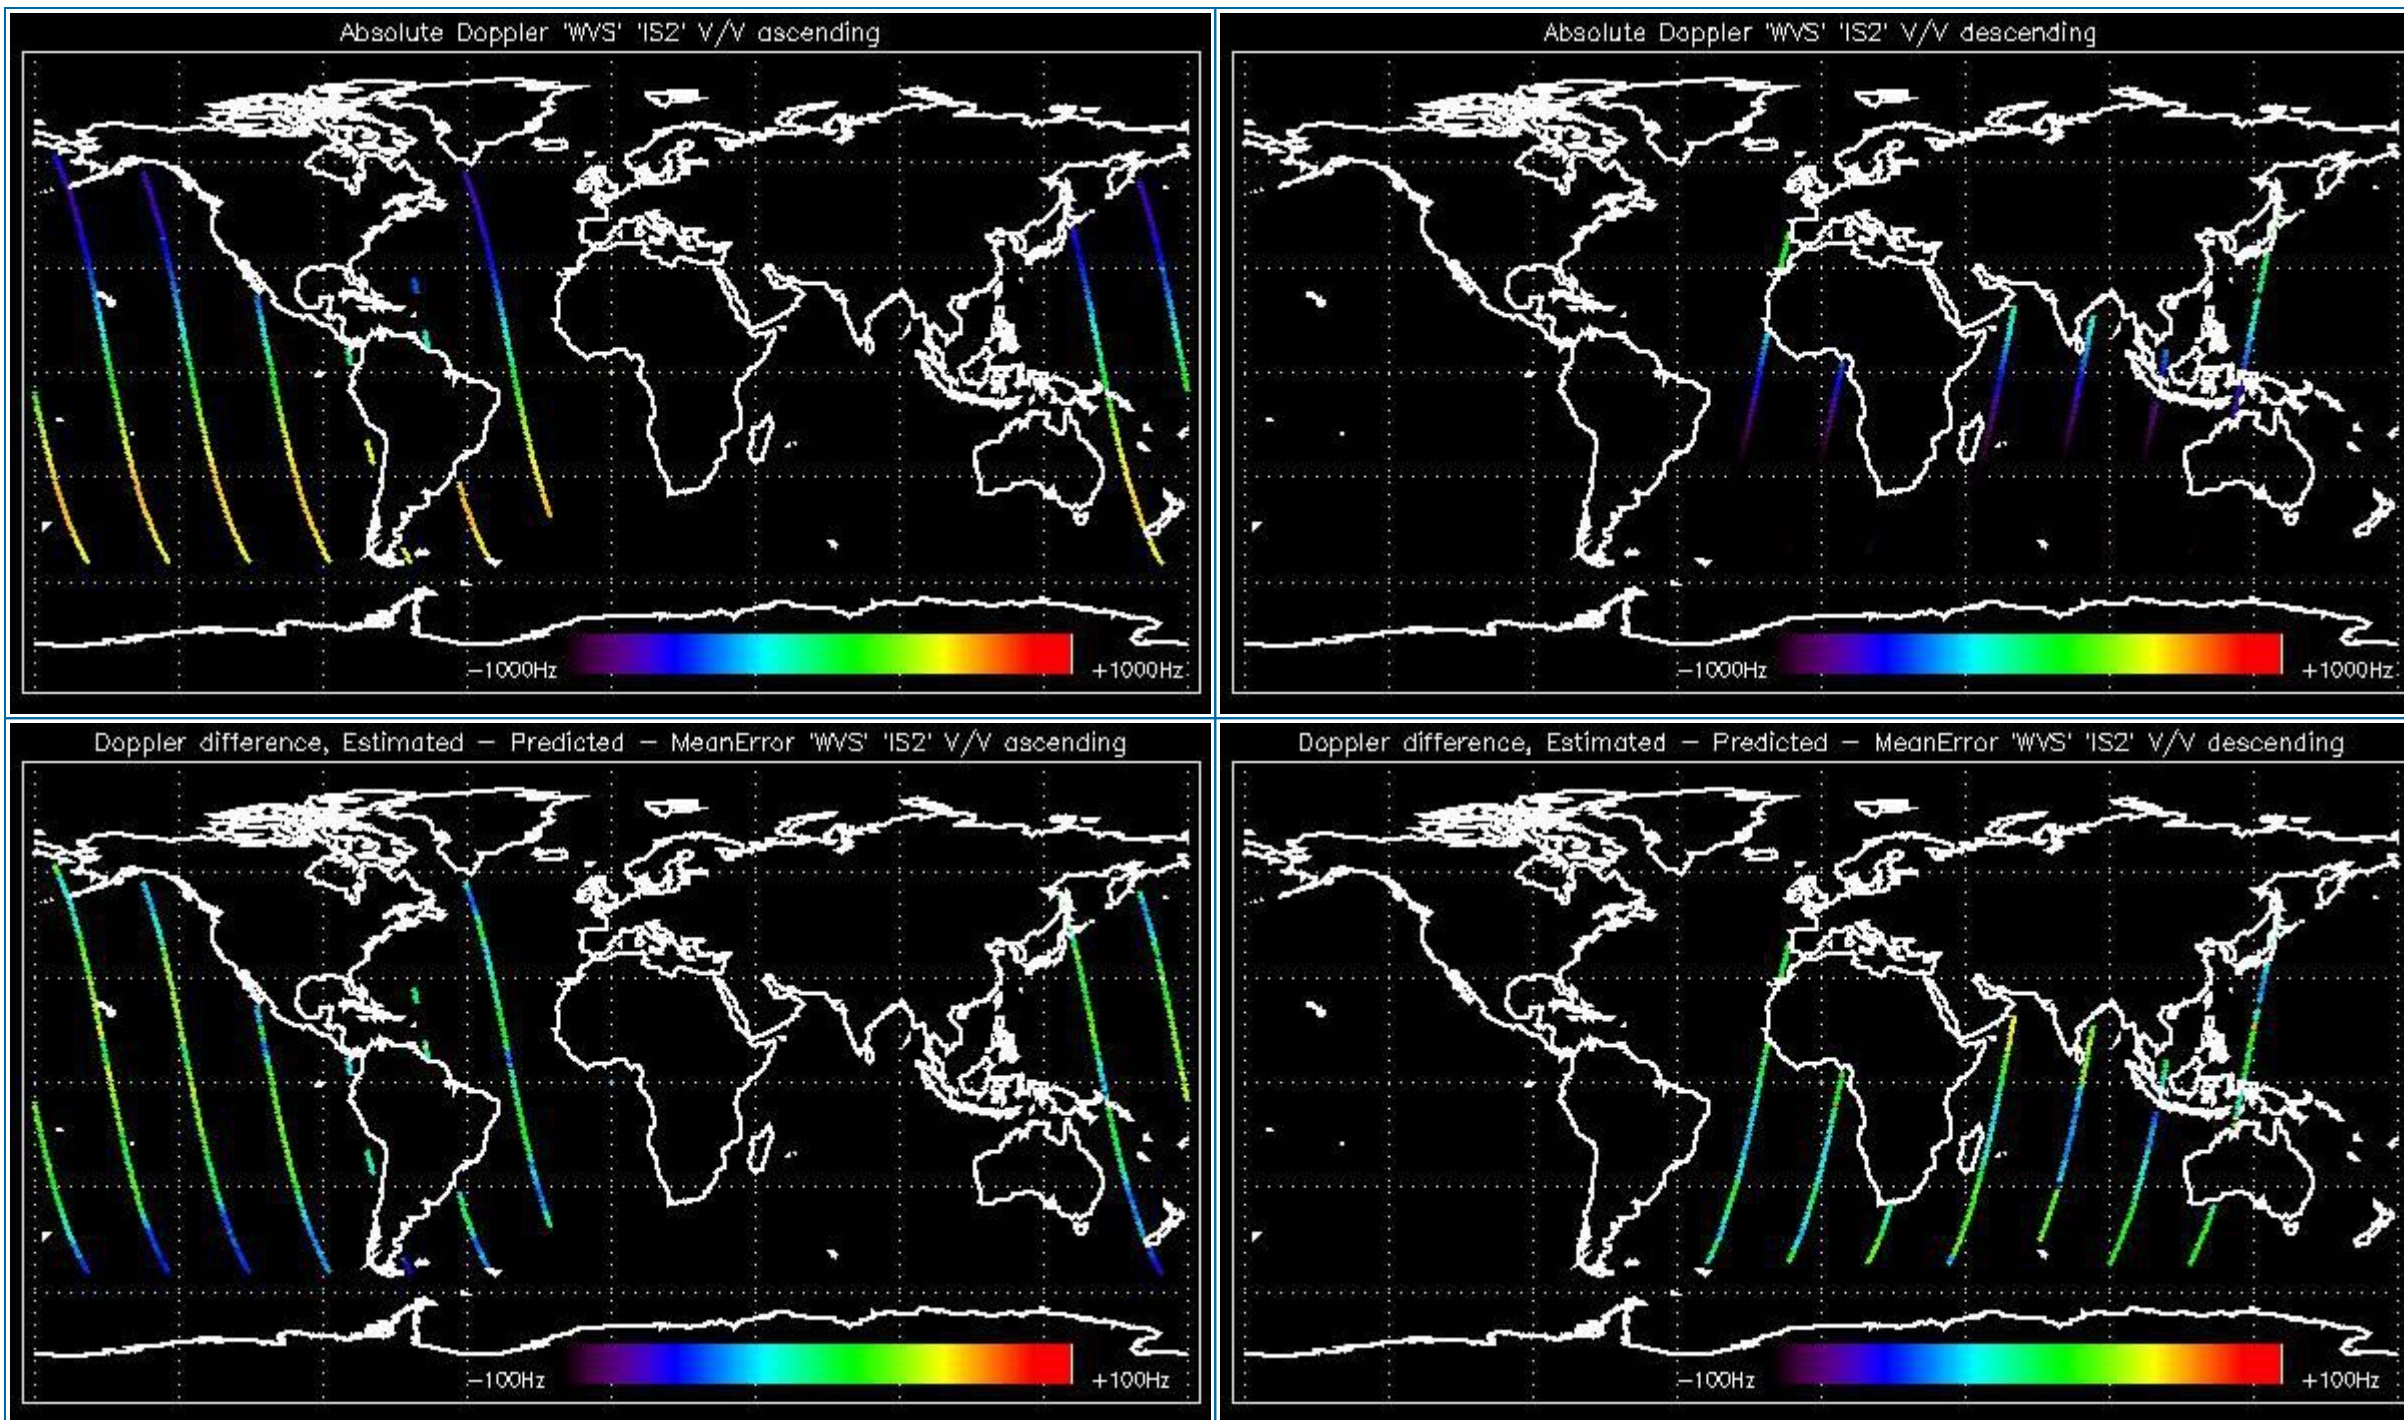 Absolute Doppler 'WVS' 'IS2' V/V ascending
-1000Hz
+1000Hz
Absolute Doppler 'WVS' 'IS2' V/V descending
-1000Hz
+1000Hz
Doppler difference, Estimated - Predicted - MeanError 'WVS' 'IS2' V/V ascending
-100Hz
+100Hz
Doppler difference, Estimated - Predicted - MeanError 'WVS' 'IS2' V/V descending
-100Hz
+100Hz